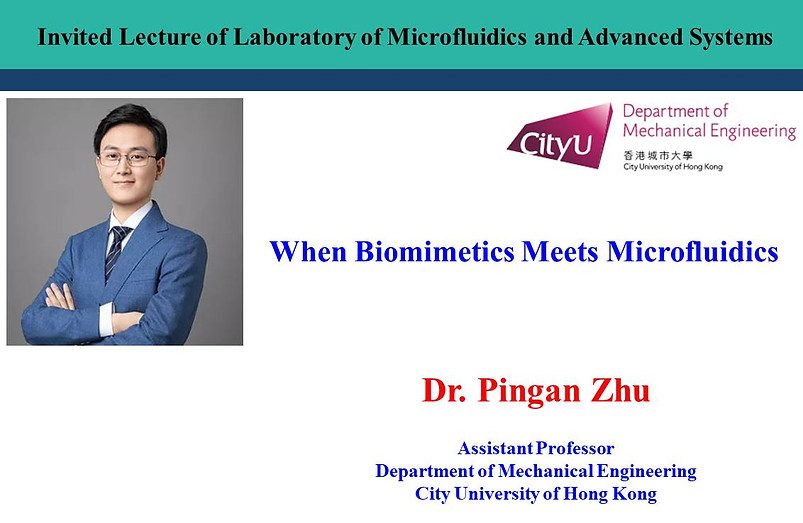 Invited Lecture of Laboratory of Microfluidics and Advanced Systems
CityU
Department of
Mechanical Engineering
香港城市大學
City University of Hong Kong
When Biomimetics Meets Microfluidics
Dr. Pingan Zhu
Assistant Professor
Department of Mechanical Engineering
City University of Hong Kong